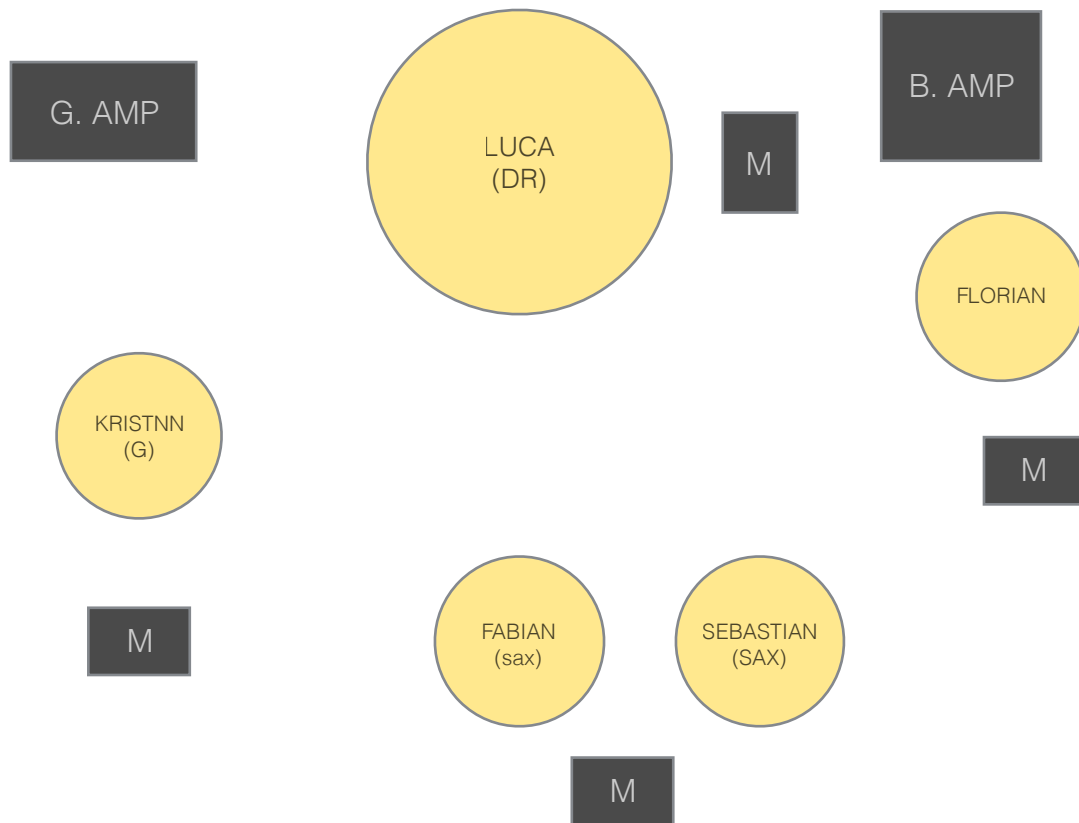 G. AMP
LUCA
(DR)
M
B. AMP
FLORIAN
KRISTNN
(G)
M
M
FABIAN
(sax)
SEBASTIAN
(SAX)
M